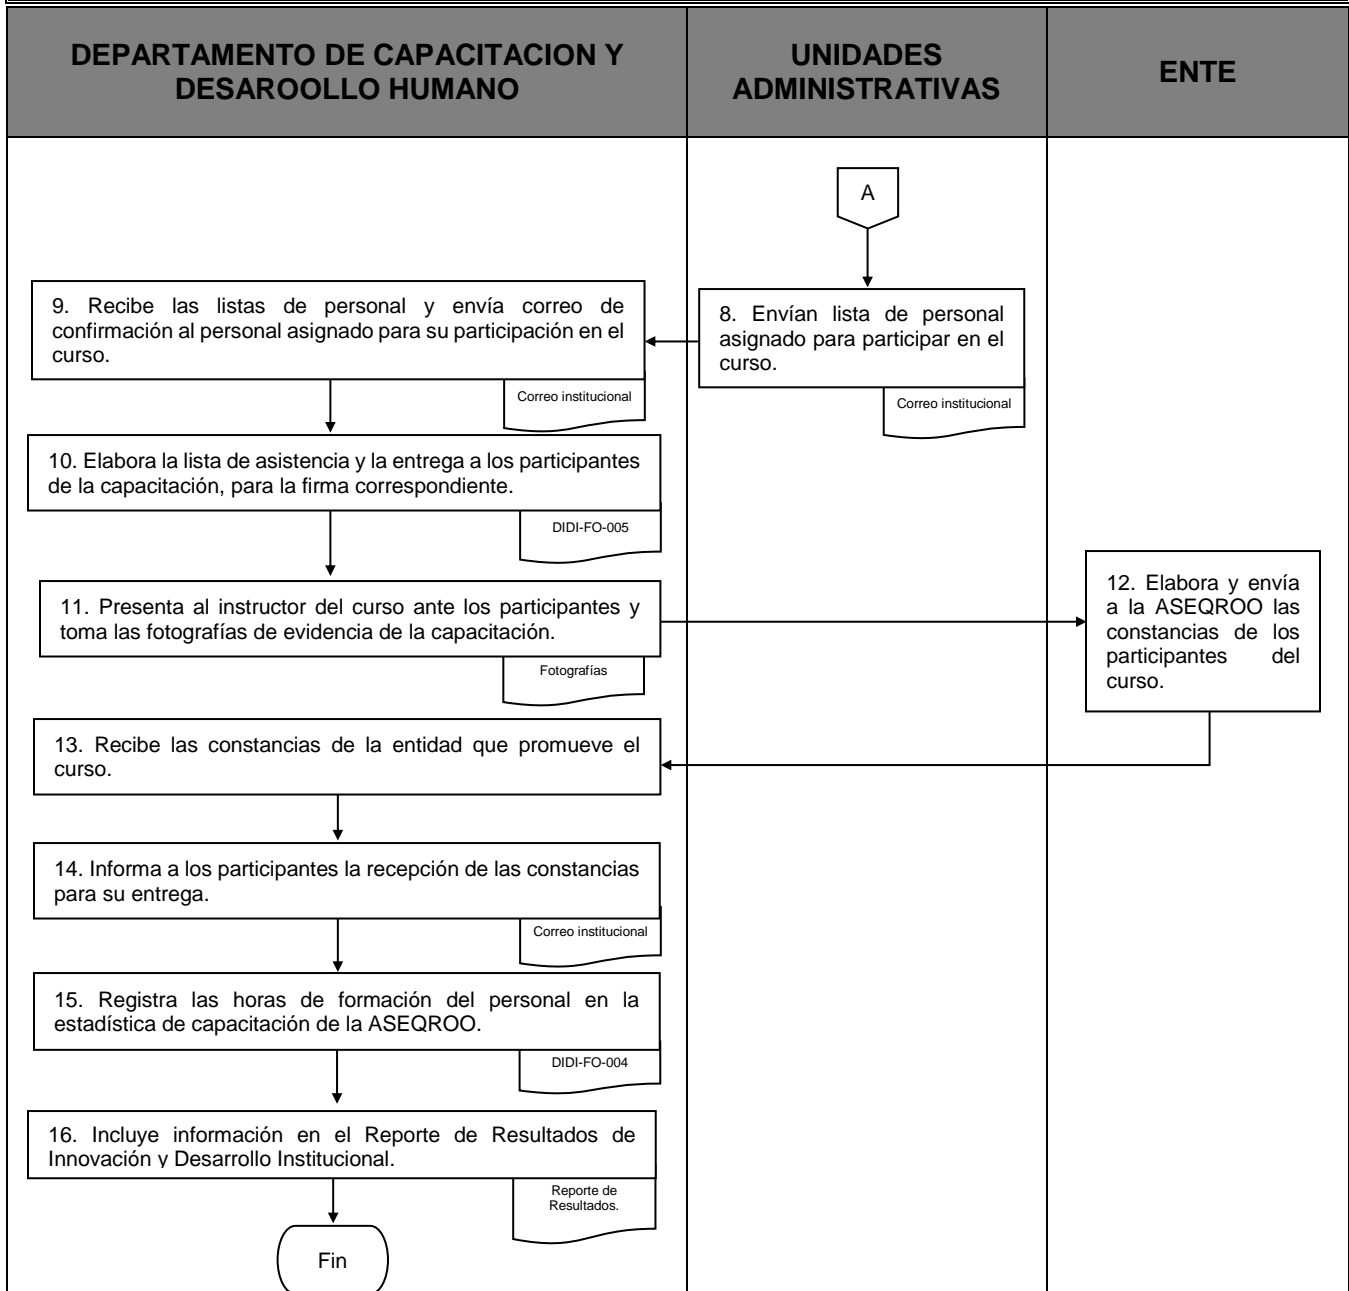 DEPARTAMENTO DE CAPACITACION Y
DESAROOLLO HUMANO
UNIDADES
ADMINISTRATIVAS
ENTE
A
8. Envían lista de personal
asignado para participar en el
curso.
Correo institucional
9. Recibe las listas de personal y envía correo de
confirmación al personal asignado para su participación en el
curso.
Correo institucional
10. Elabora la lista de asistencia y la entrega a los participantes
de la capacitación, para la firma correspondiente.
DIDI-FO-005
11. Presenta al instructor del curso ante los participantes y
toma las fotografías de evidencia de la capacitación.
Fotografías
12. Elabora y envía
a la ASEQROO las
constancias de los
participantes del
curso.
13. Recibe las constancias de la entidad que promueve el
curso.
14. Informa a los participantes la recepción de las constancias
para su entrega.
Correo institucional
15. Registra las horas de formación del personal en la
estadística de capacitación de la ASEQROO.
DIDI-FO-004
16. Incluye información en el Reporte de Resultados de
Innovación y Desarrollo Institucional.
Reporte de
Resultados.
Fin